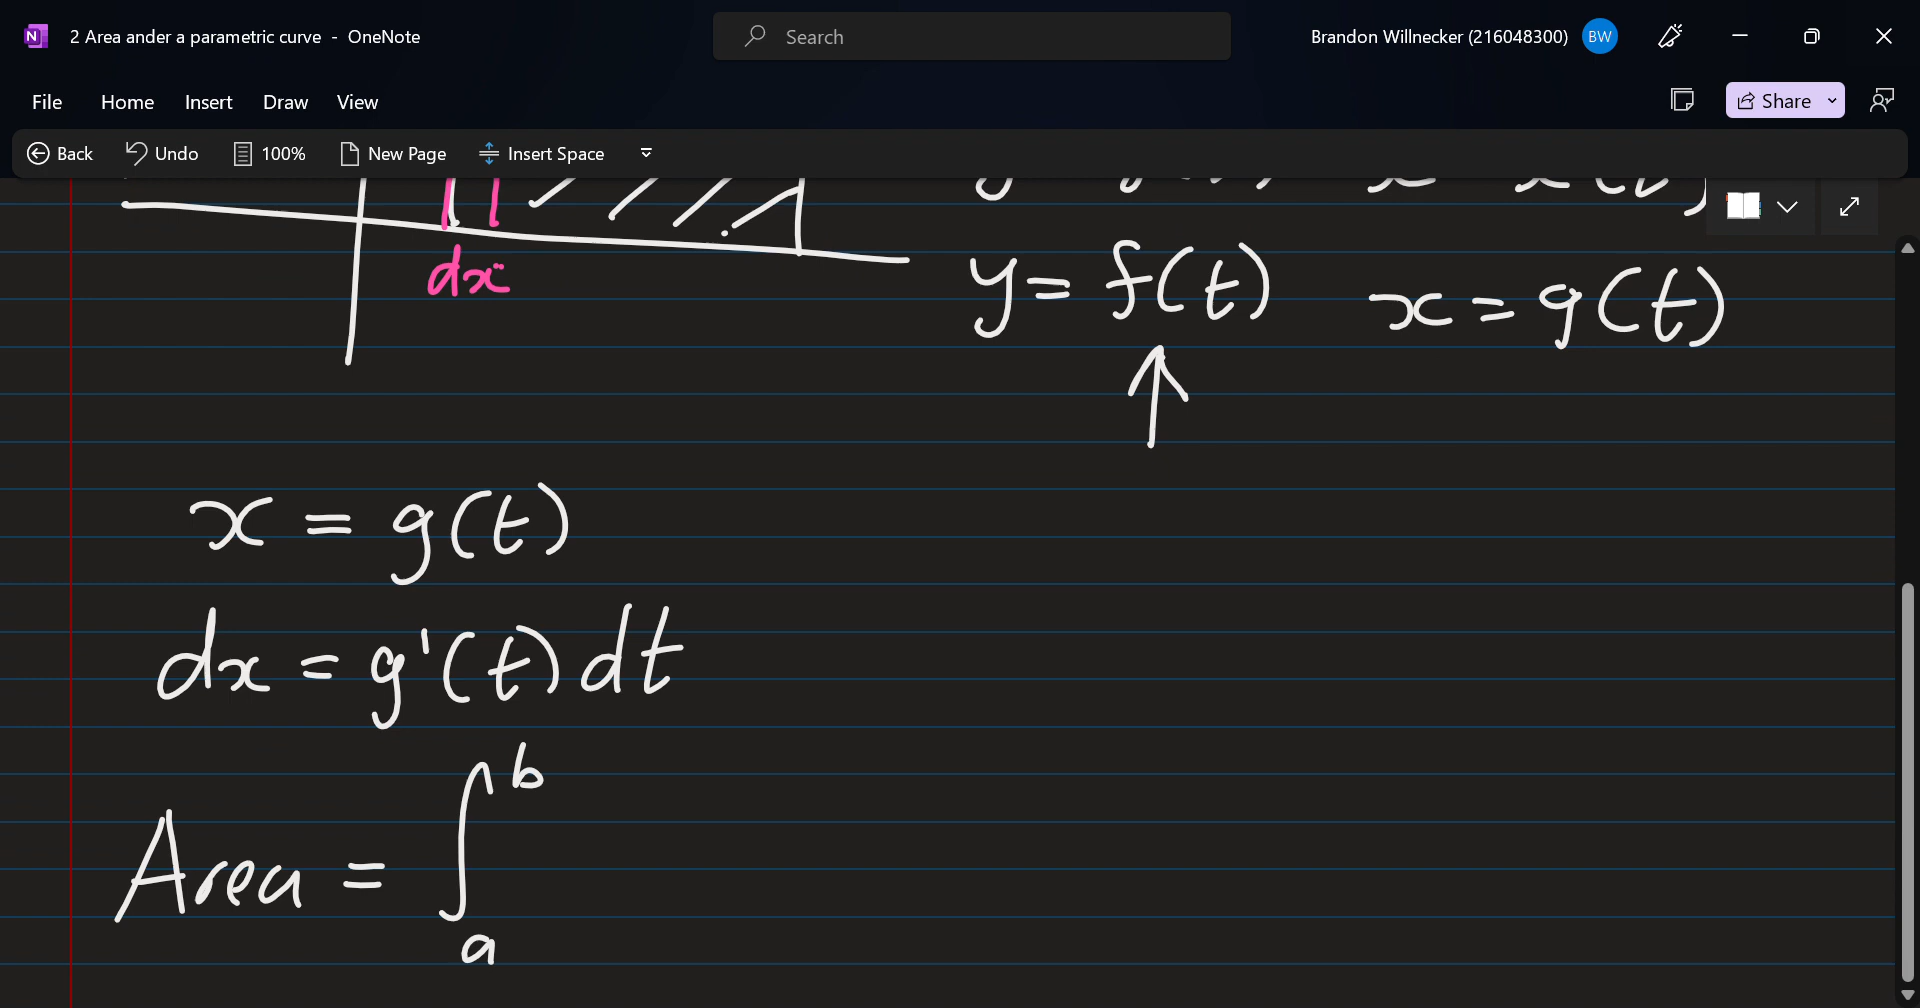 2 Area ander a parametric curve - OneNote
Search
Brandon Willnecker (216048300)
BW
File Home Insert Draw View
Share
Back Undo 100% New Page Insert Space
dx
y = f(t) x = g(t)
x = g(t)
dx = g'(t) dt
Area = ∫ₐᵇ